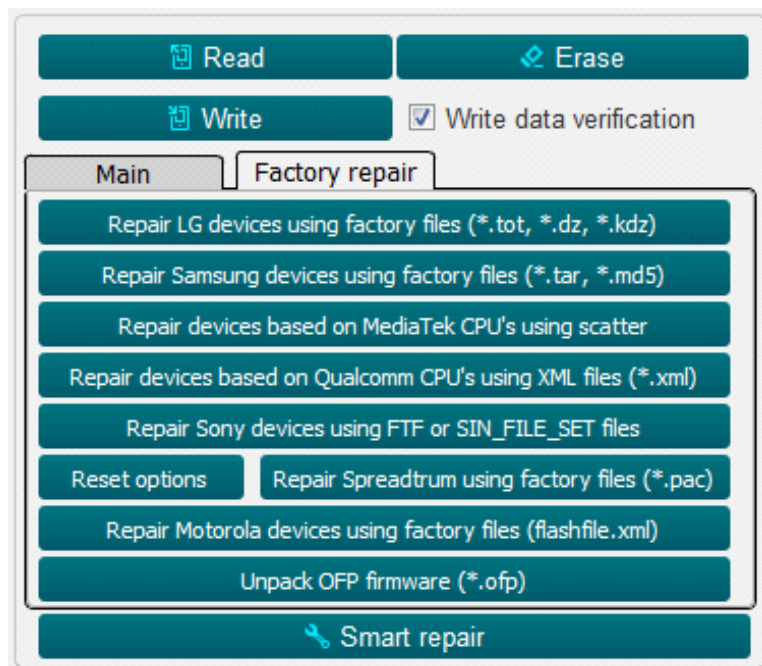 Read Erase
Write Write data verification
Main Factory repair
Repair LG devices using factory files (*.tot, *.dz, *.kdz)
Repair Samsung devices using factory files (*.tar, *.md5)
Repair devices based on MediaTek CPU's using scatter
Repair devices based on Qualcomm CPU's using XML files (*.xml)
Repair Sony devices using FTF or SIN_FILE_SET files
Reset options Repair Spreadtrum using factory files (*.pac)
Repair Motorola devices using factory files (flashfile.xml)
Unpack OFP firmware (*.ofp)
Smart repair